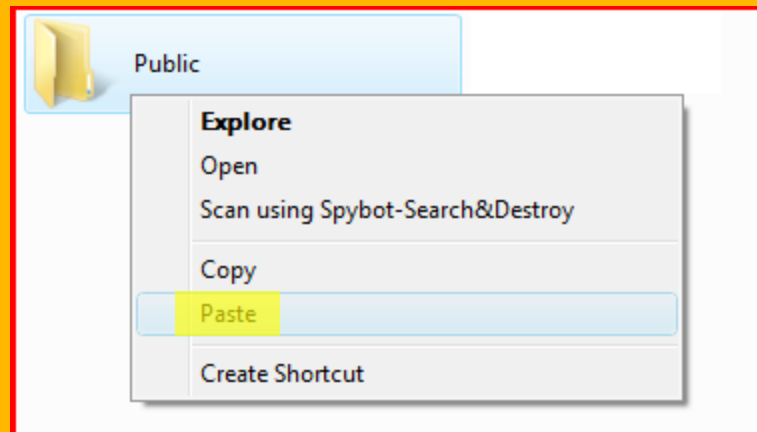 Public
Explore
Open
Scan using Spybot-Search&Destroy
Copy
Paste
Create Shortcut